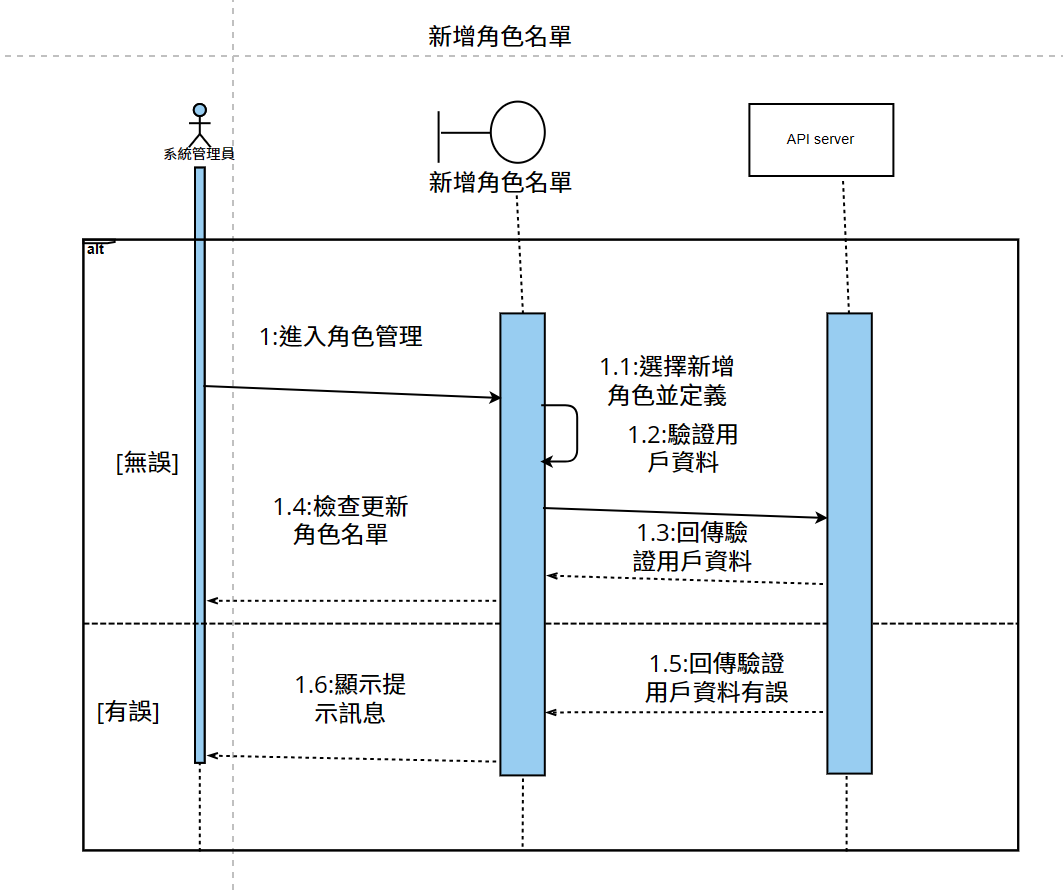 新增角色名單
系統管理員
新增角色名單
API server
alt
1:進入角色管理
1.1:選擇新增
角色並定義
1.2:驗證用
戶資料
[無誤]
1.4:檢查更新
角色名單
1.3:回傳驗
證用戶資料
1.5:回傳驗證
用戶資料有誤
1.6:顯示提
示訊息
[有誤]